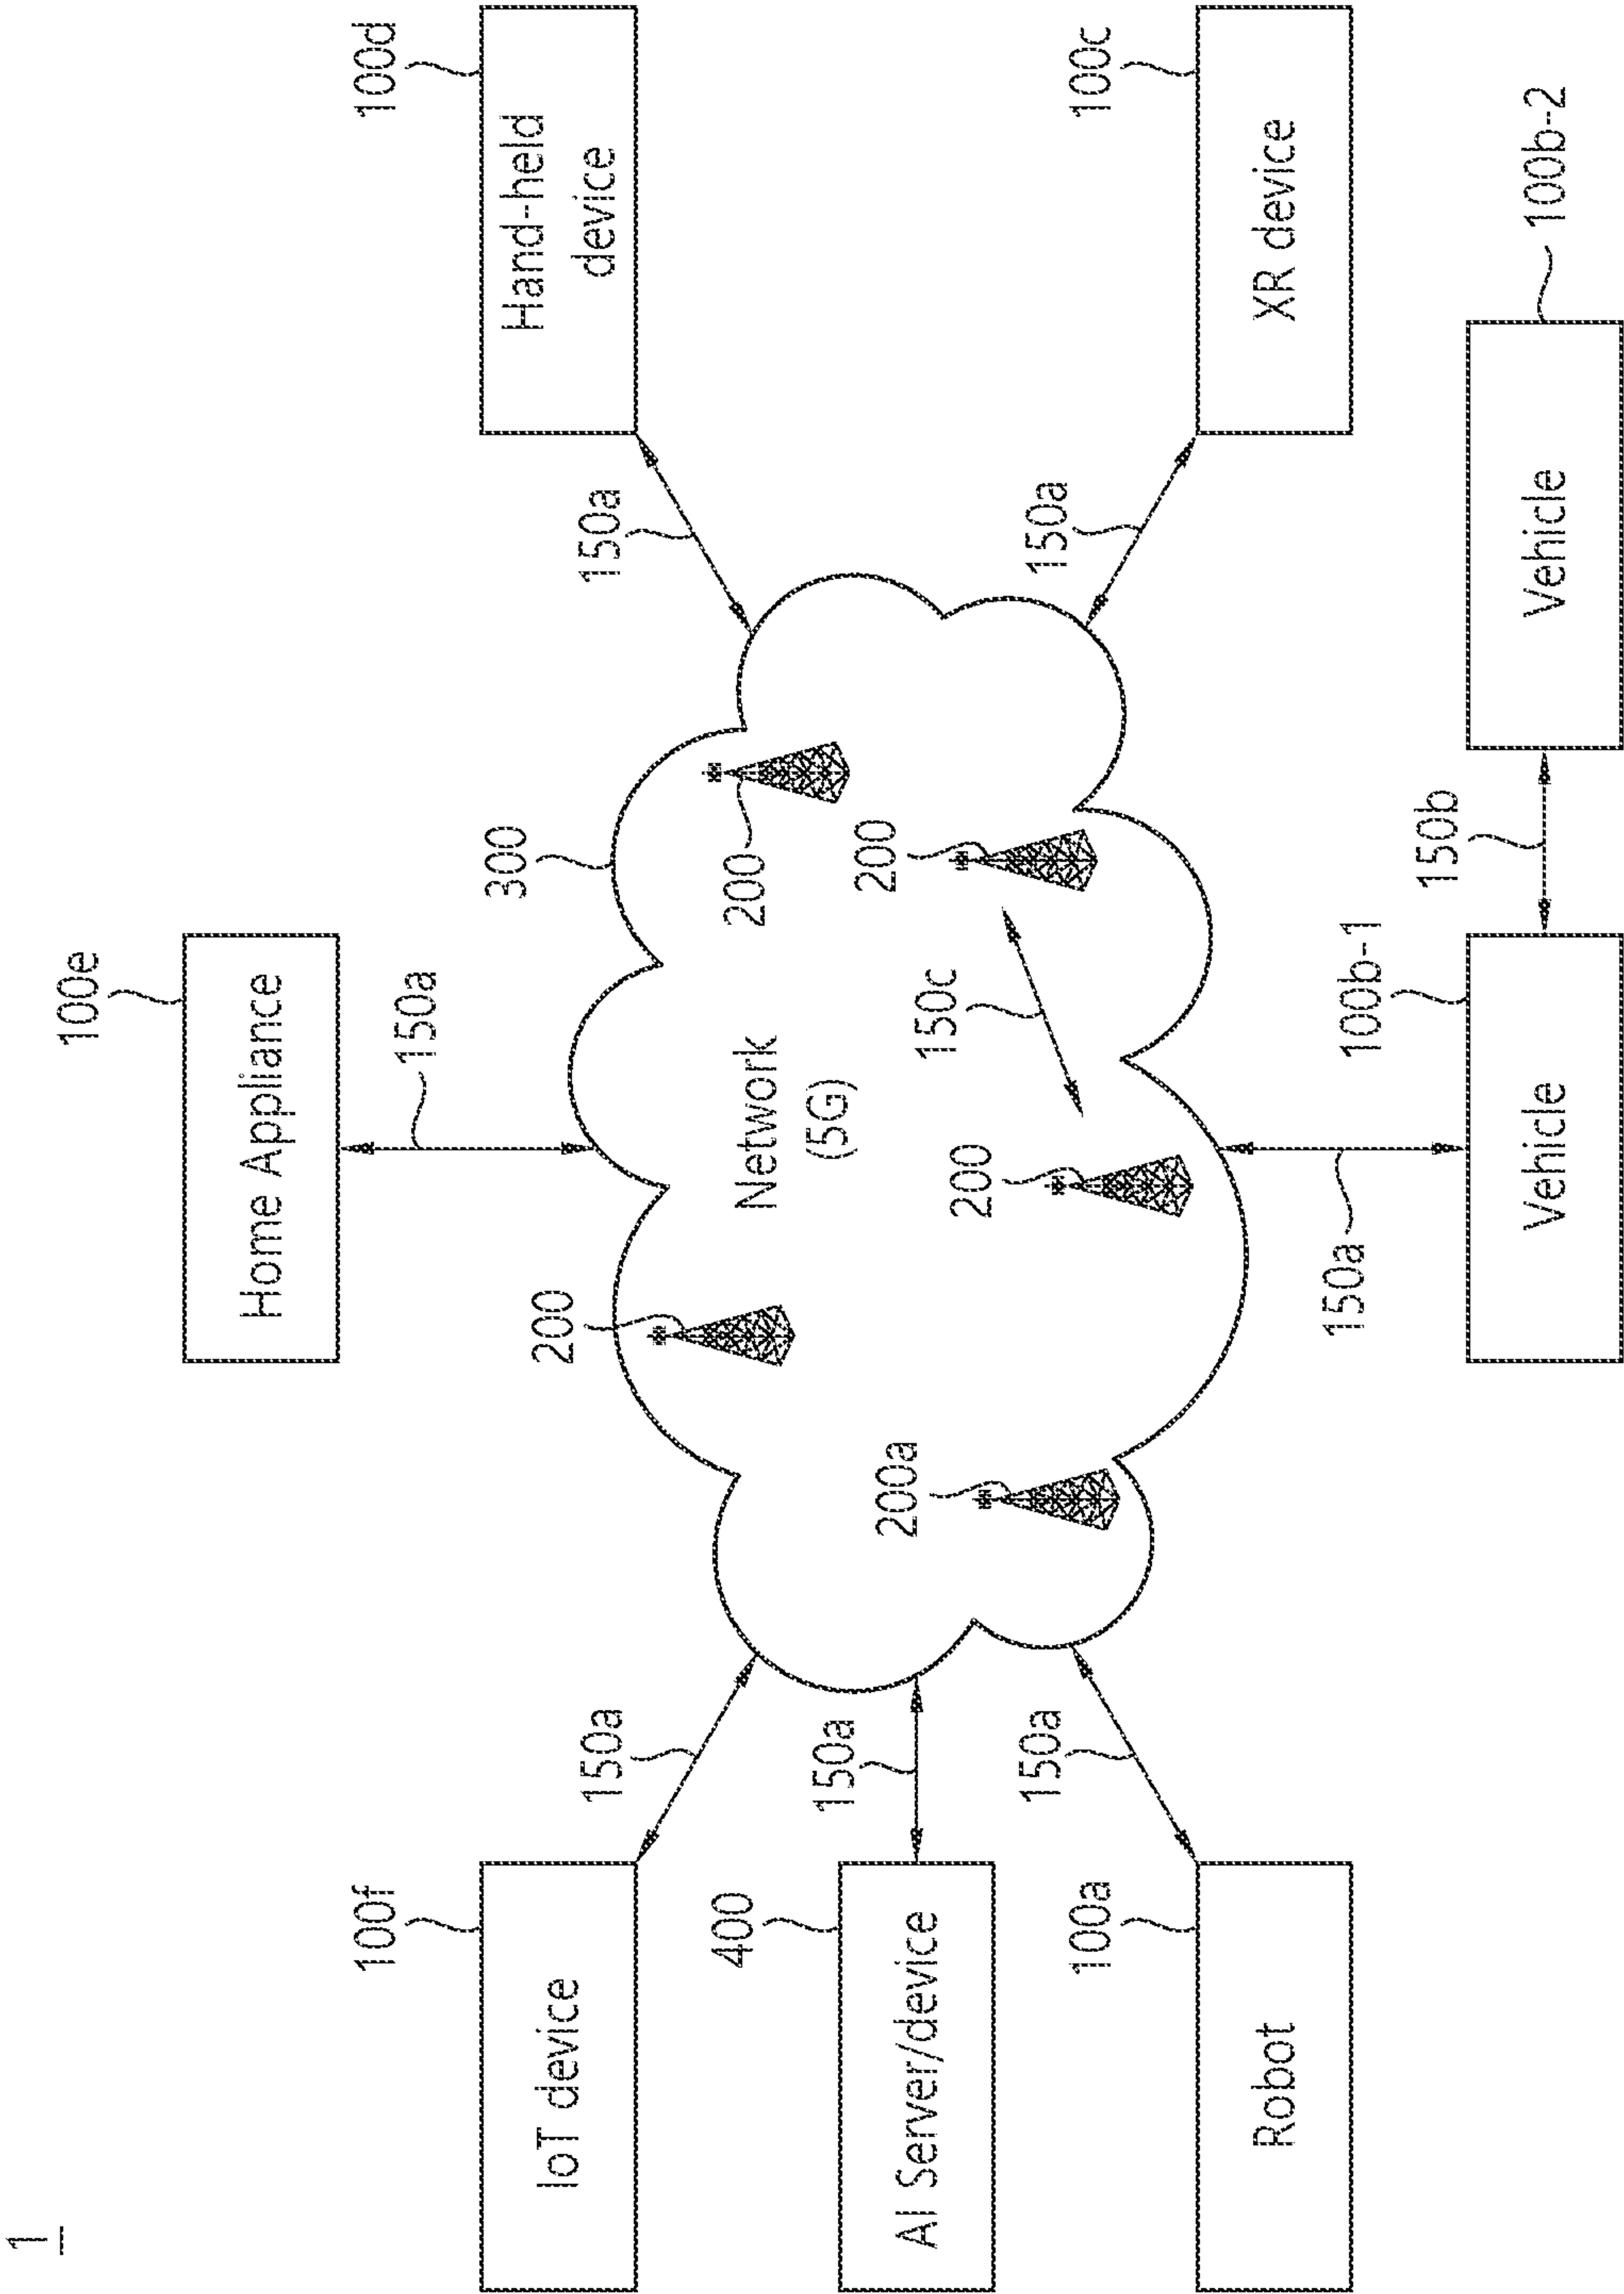 1
100e
Home Appliance
150a
100f
IoT device
150a
300
150a
100d
Hand-held
device
200
200
Network
(5G)
400
AI Server/device
150a
200a
200
150c
200
100a
Robot
150a
150a
100c
XR device
150a
100b-1
Vehicle
150b
Vehicle
100b-2